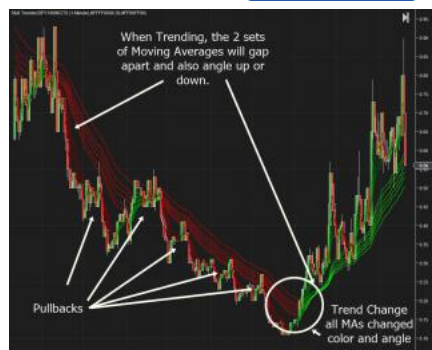 When Trending, the 2 sets
of Moving Averages will gap
apart and also angle up or
down.
Pullbacks
Trend Change
all MAs changed
color and angle